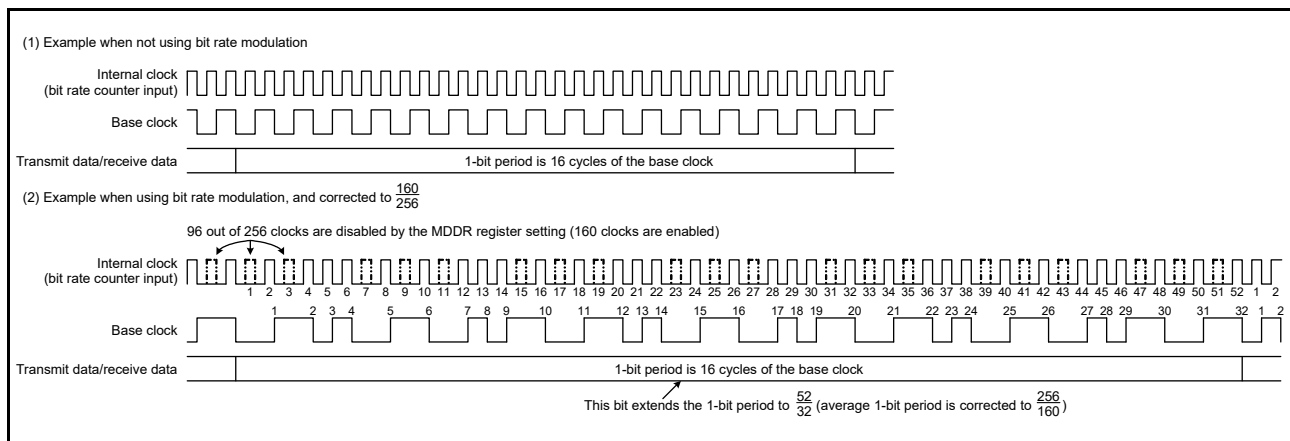 (1) Example when not using bit rate modulation
Internal clock
(bit rate counter input)
Base clock
Transmit data/receive data
1-bit period is 16 cycles of the base clock
(2) Example when using bit rate modulation, and corrected to 160/256
96 out of 256 clocks are disabled by the MDDR register setting (160 clocks are enabled)
Internal clock
(bit rate counter input)
1 2 3 4 5 6 7 8 9 10 11 12 13 14 15 16 17 18 19 20 21 22 23 24 25 26 27 28 29 30 31 32 33 34 35 36 37 38 39 40 41 42 43 44 45 46 47 48 49 50 51 52 1 2
1 2 3 4 5 6 7 8 9 10 11 12 13 14 15 16 17 18 19 20 21 22 23 24 25 26 27 28 29 30 31 32 1 2
Base clock
Transmit data/receive data
1-bit period is 16 cycles of the base clock
This bit extends the 1-bit period to 52/32 (average 1-bit period is corrected to 256/160)